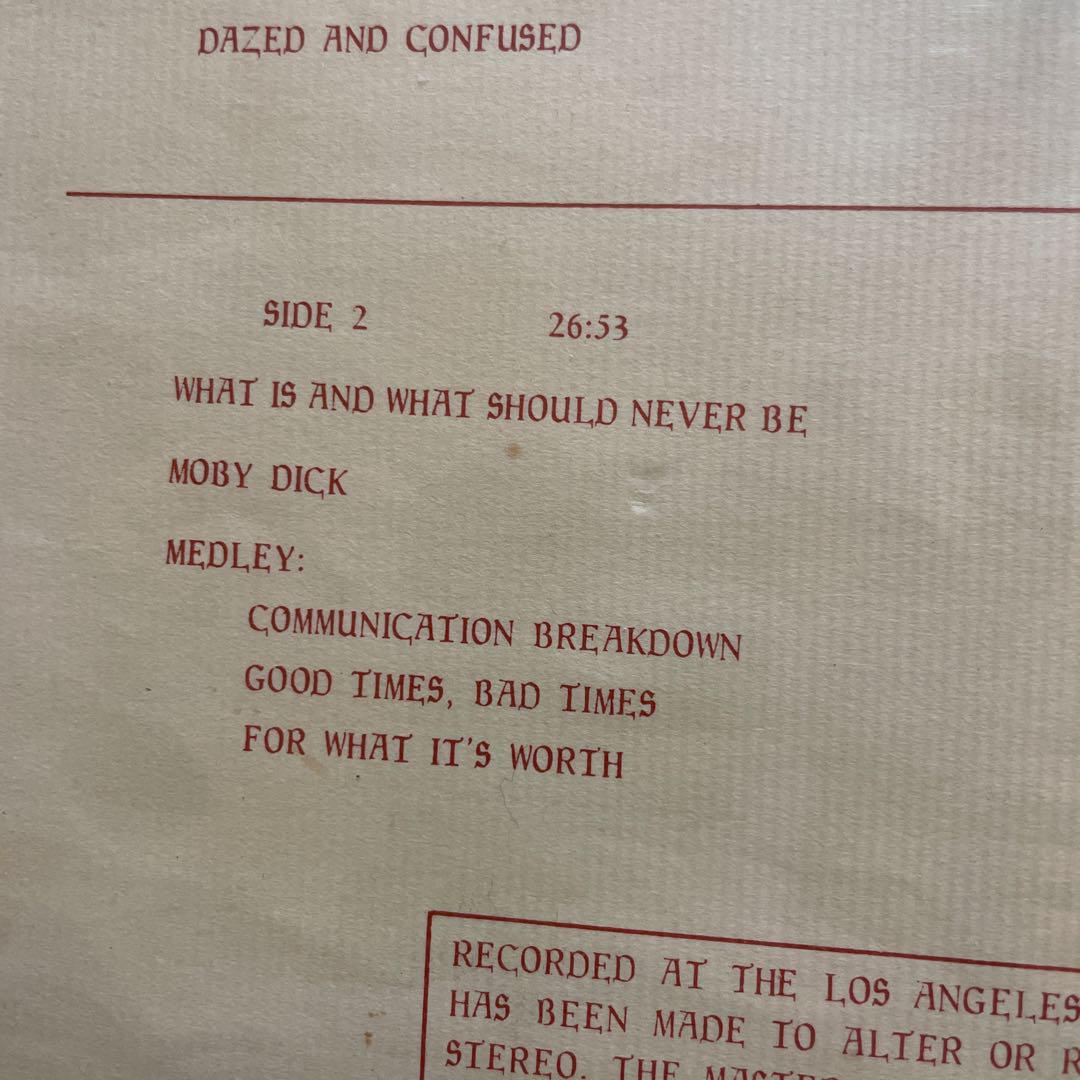 DAZED AND CONFUSED
SIDE 2 26:53
WHAT IS AND WHAT SHOULD NEVER BE
MOBY DICK
MEDLEY:
COMMUNICATION BREAKDOWN
GOOD TIMES, BAD TIMES
FOR WHAT IT'S WORTH
RECORDED AT THE LOS ANGELES
HAS BEEN MADE TO ALTER OR
STEREO. THE MASTER